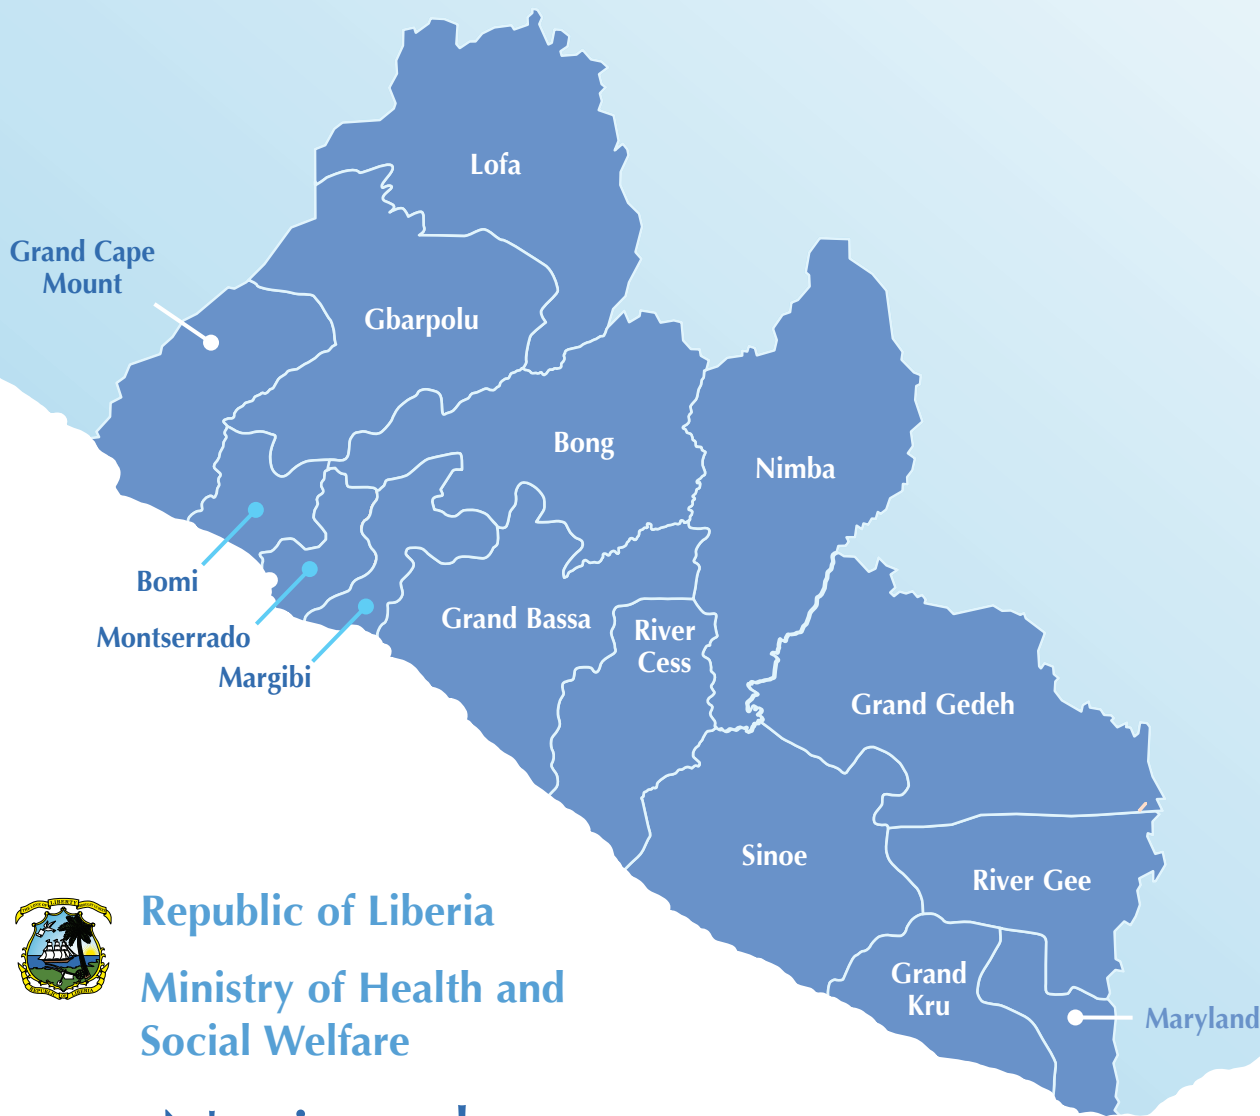 Lofa
Grand Cape
Mount
Gbarpolu
Bong
Nimba
Bomi
Montserrado
Margibi
Grand Bassa
River
Cess
Grand Gedeh
Sinoe
River Gee
Grand
Kru
Maryland
Republic of Liberia
Ministry of Health and
Social Welfare